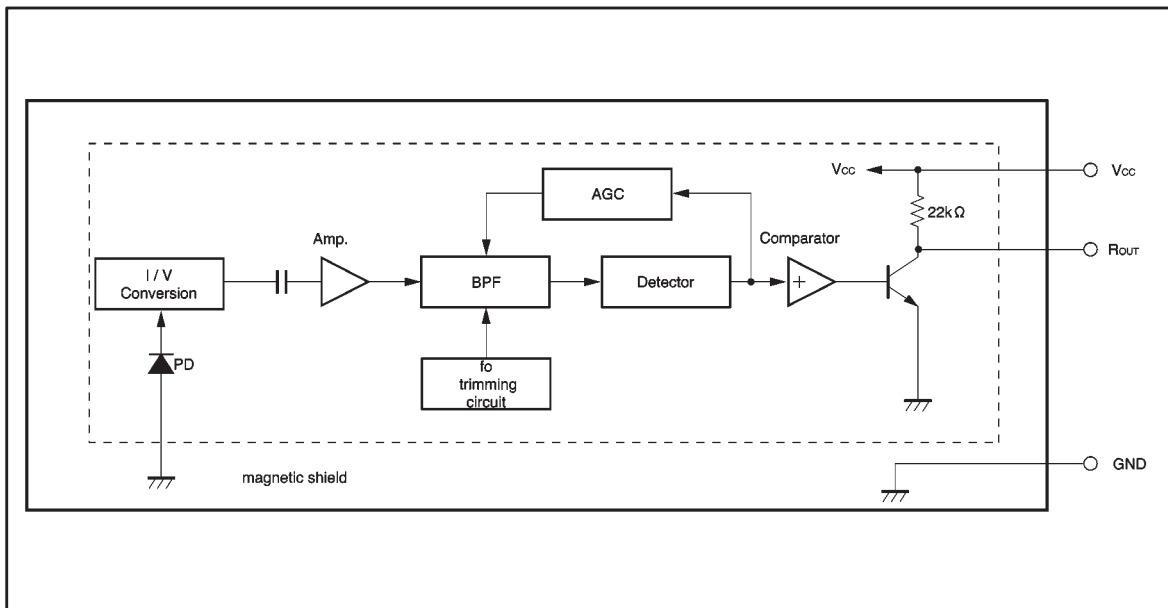 Vcc
Vcc
AGC
22kΩ
Amp.
Comparator
ROUT
I / V
Conversion
BPF
Detector
+
PD
fo
trimming
circuit
GND
magnetic shield